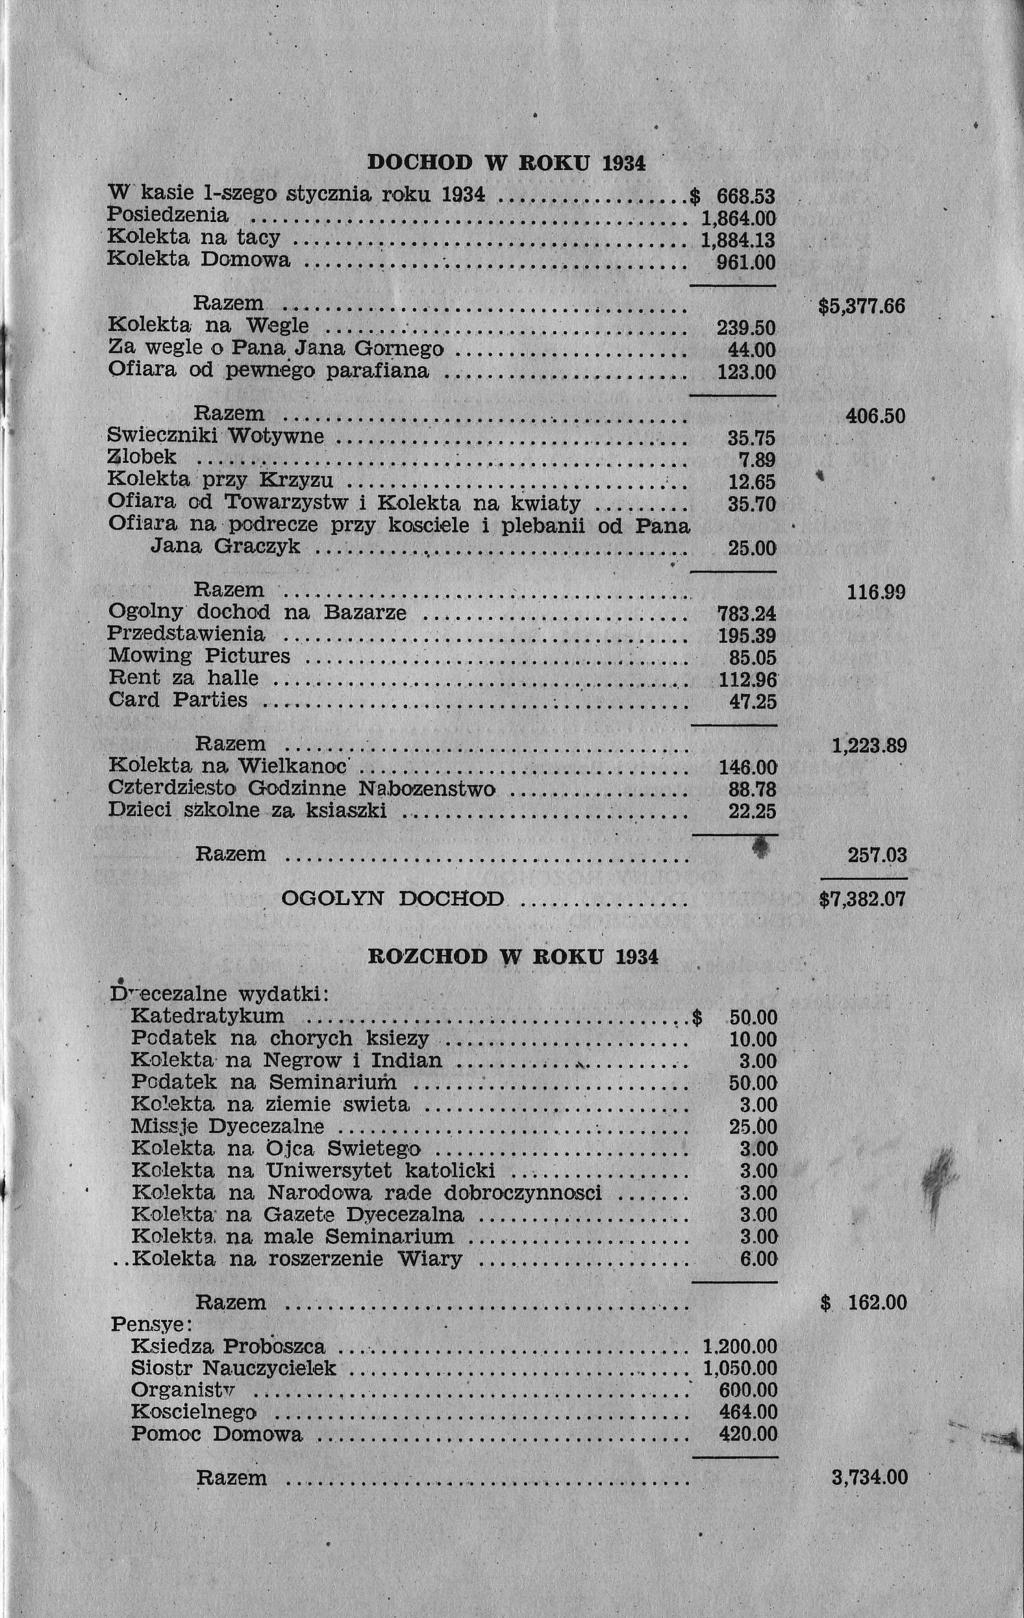 DOCHOD W ROKU 1934
W kasie 1-szego stycznia roku 1934 .................. $ 668.53
Posiedzenia ........................................ 1,864.00
Kolekta na tacy .................................... 1,884.13
Kolekta Domowa .................................... 961.00
Razem ...................................... $5,377.66
Kolekta na Wegle .................................. 239.50
Za wegle o Pana Jana Gornego ...................... 44.00
Ofiara od pewnego parafiana ....................... 123.00
Razem ...................................... 406.50
Swieczniki Wotywne ................................. 35.75
Zlobek .............................................. 7.89
Kolekta przy Krzyzu ................................ 12.65
Ofiara od Towarzystw i Kolekta na kwiaty ......... 35.70
Ofiara na podrecze przy kosciele i plebanii od Pana
Jana Graczyk ................................... 25.00
Razem ...................................... 116.99
Ogolny dochod na Bazarze ......................... 783.24
Przedstawienia ...................................... 195.39
Mowing Pictures .................................... 85.05
Rent za halle ....................................... 112.96
Card Parties ........................................ 47.25
Razem ...................................... 1,223.89
Kolekta na Wielkanoc ............................... 146.00
Czterdziesto Godzinne Nabozenstwo ................. 88.78
Dzieci szkolne za ksiaszki ........................... 22.25
Razem ...................................... 257.03
OGOLYN DOCHOD ................ $7,382.07
ROZCHOD W ROKU 1934
D ecezalne wydatki:
Katedratykum .................................... $ 50.00
Podatek na chorych ksiezy ....................... 10.00
Kolekta na Negrow i Indian ...................... 3.00
Podatek na Seminarium .......................... 50.00
Kolekta na ziemie swieta ......................... 3.00
Missje Dyecezalne ................................. 25.00
Kolekta na Ojca Swietego ........................ 3.00
Kolekta na Uniwersytet katolicki ................. 3.00
Kolekta na Narodowa rade dobroczynnosci ....... 3.00
Kolekta na Gazete Dyecezalna .................... 3.00
Kolekta na male Seminarium ..................... 3.00
..Kolekta na roszerzenie Wiary .................... 6.00
Razem ...................................... $ 162.00
Pensye:
Ksiedza Proboszca ................................. 1.200.00
Siostr Nauczycielek ................................ 1,050.00
Organisty ......................................... 600.00
Koscielnego ....................................... 464.00
Pomoc Domowa ................................... 420.00
Razem ...................................... 3,734.00